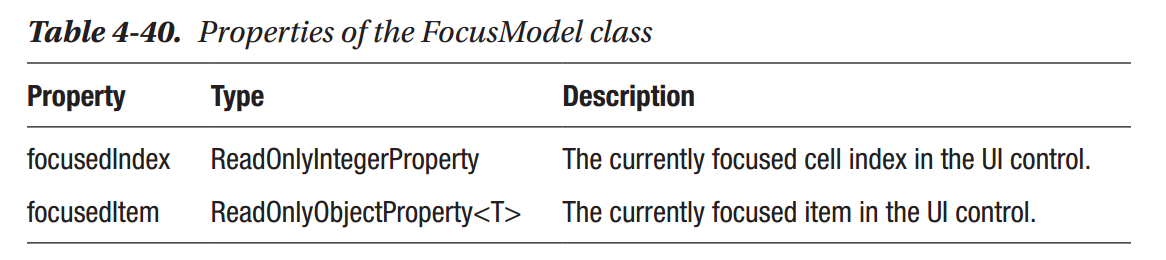 Table 4-40. Properties of the FocusModel class
Property Type Description
focusedIndex ReadOnlyIntegerProperty The currently focused cell index in the UI control.
focusedItem ReadOnlyObjectProperty<T> The currently focused item in the UI control.